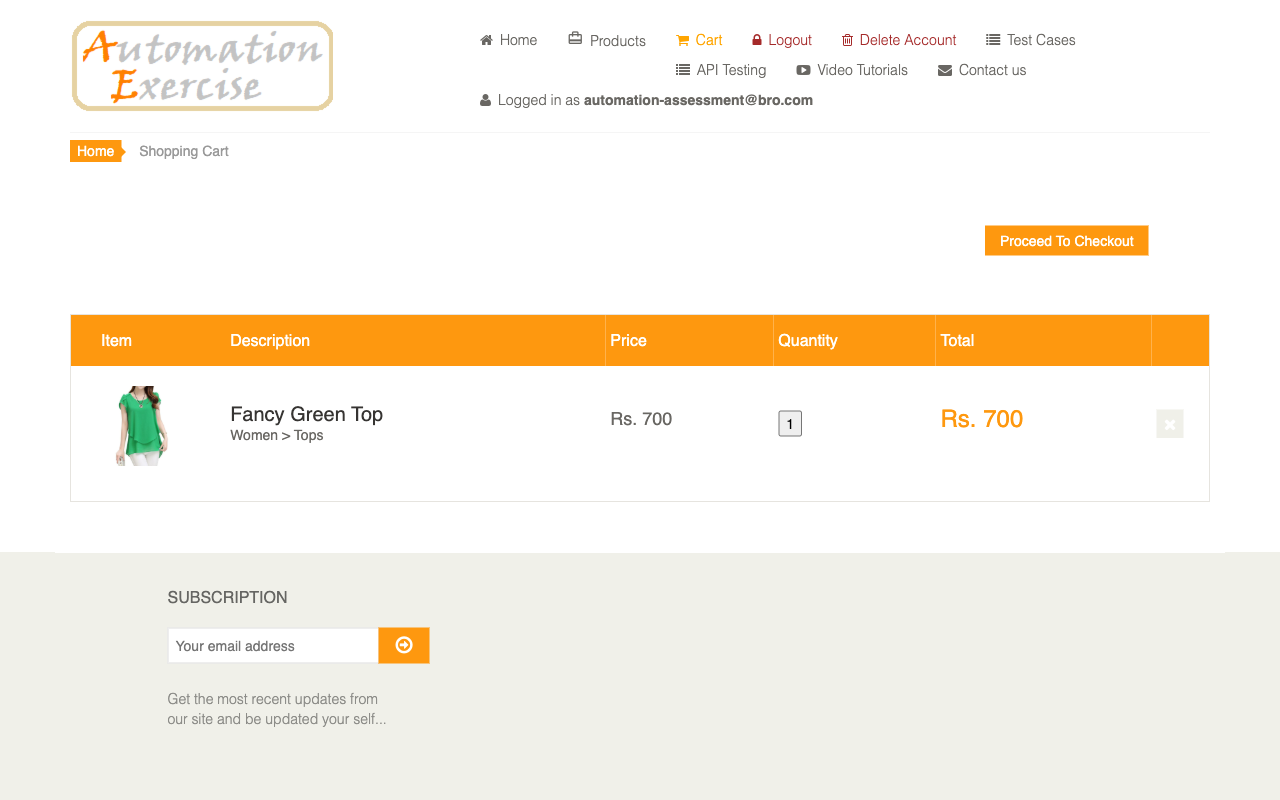 Automation
Exercise
Home Products Cart Logout Delete Account Test Cases
API Testing Video Tutorials Contact us
Logged in as automation-assessment@bro.com
Home Shopping Cart
Proceed To Checkout
Item Description Price Quantity Total
Fancy Green Top Rs. 700 1 Rs. 700
Women > Tops
SUBSCRIPTION
Your email address
Get the most recent updates from
our site and be updated your self...